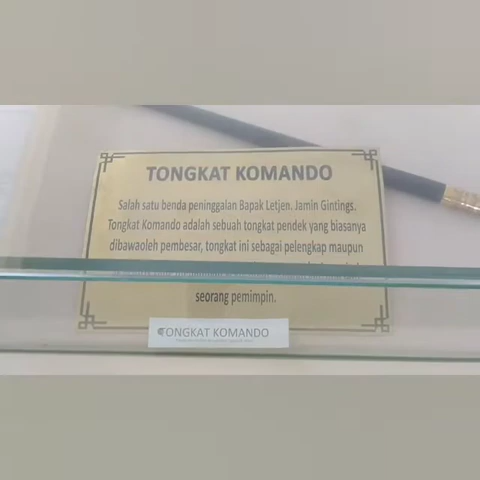 TONGKAT KOMANDO
Salah satu benda peninggalan Bapak Letjen. Jamin Gintings.
Tongkat Komando adalah sebuah tongkat pendek yang biasanya
dibawaoleh pembesar, tongkat ini sebagai pelengkap maupun
seorang pemimpin.
TONGKAT KOMANDO